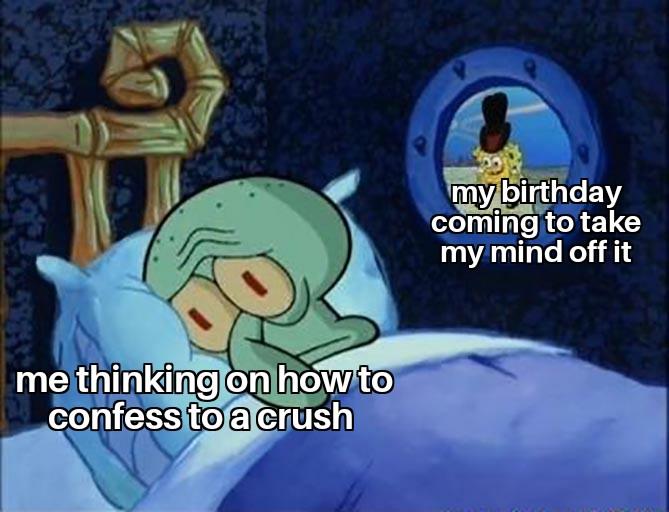 my birthday
coming to take
my mind off it
me thinking on how to
confess to a crush